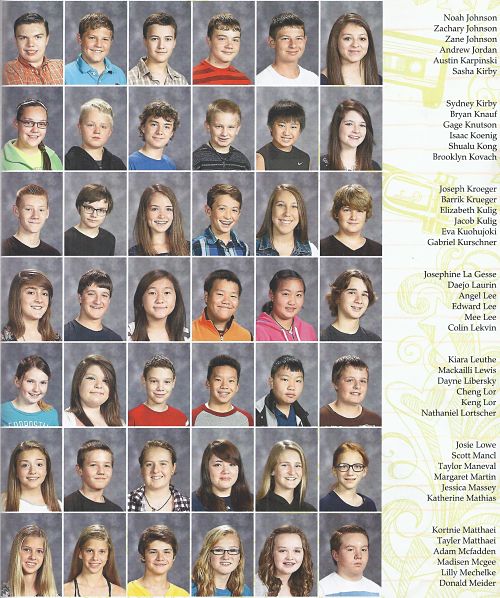 Noah Johnson
Zachary Johnson
Zane Johnson
Andrew Jordan
Austin Karpinski
Sasha Kirby
Sydney Kirby
Bryan Knauf
Gage Knutson
Isaac Koenig
Shualu Kong
Brooklyn Kovach
Joseph Kroeger
Barrik Krueger
Elizabeth Kulig
Jacob Kulig
Eva Kuohujoki
Gabriel Kurschner
Josephine La Gesse
Daejo Laurin
Angel Lee
Edward Lee
Mee Lee
Colin Lekvin
Kiara Leuthe
Mackailli Lewis
Dayne Libersky
Cheng Lor
Keng Lor
Nathaniel Lortscher
Josie Lowe
Scott Mancl
Taylor Maneval
Margaret Martin
Jessica Massey
Katherine Mathias
Kortnie Matthaei
Tayler Matthaei
Adam Mcfadden
Madisen Mcgee
Lilly Mechelke
Donald Meider